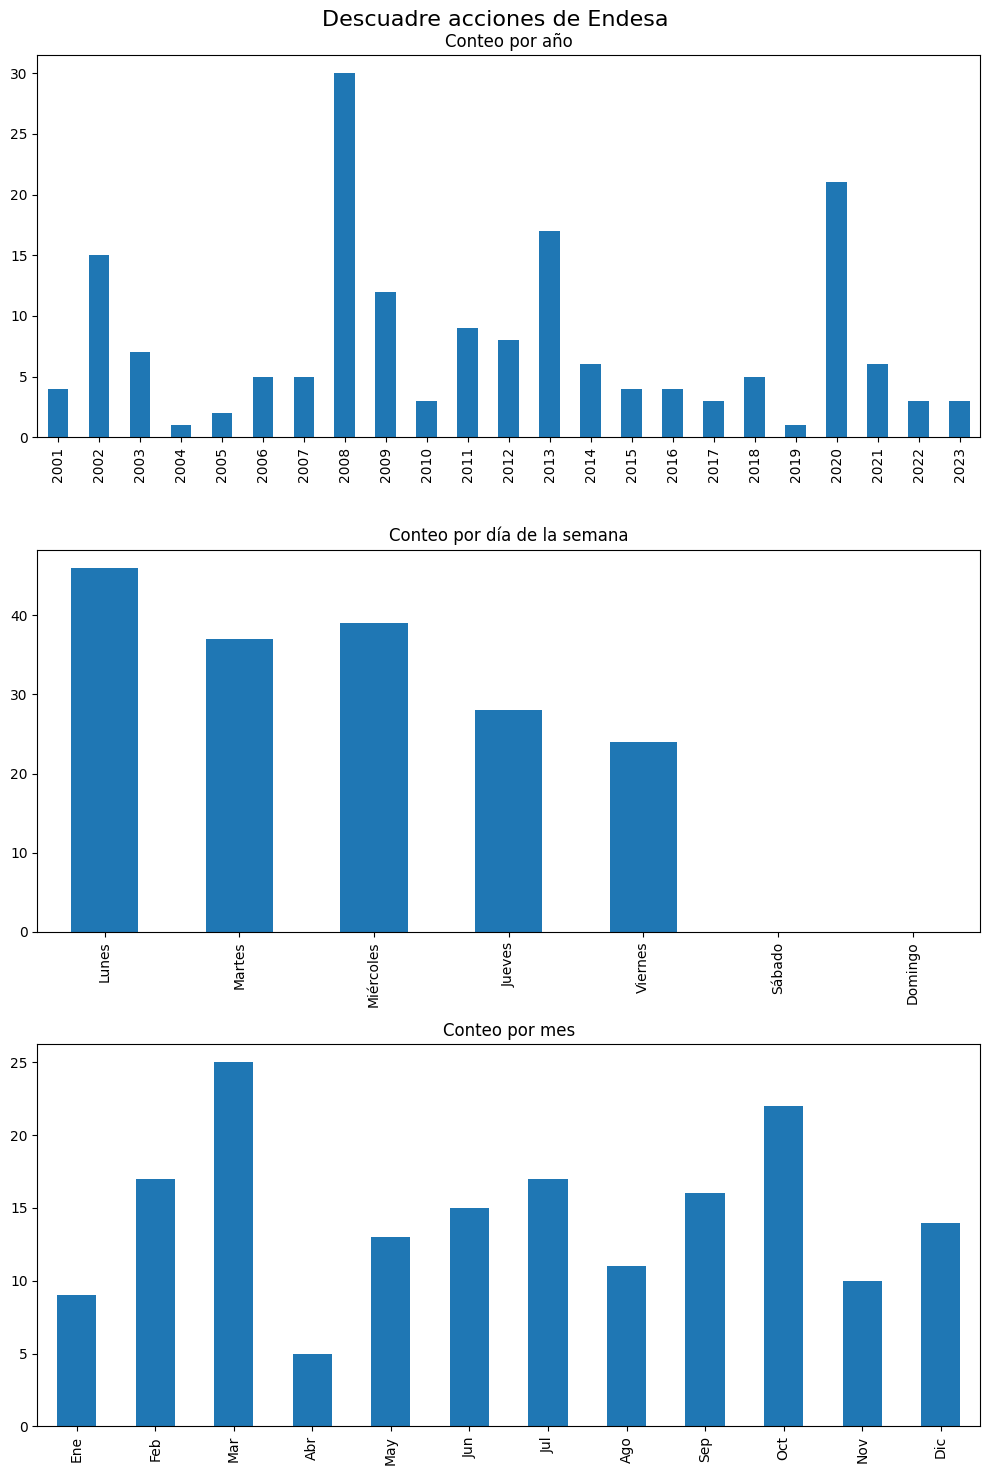 Descuadre acciones de Endesa
Conteo por año
30
25
20
15
10
5
0
2001 2002 2003 2004 2005 2006 2007 2008 2009 2010 2011 2012 2013 2014 2015 2016 2017 2018 2019 2020 2021 2022 2023
Conteo por día de la semana
40
30
20
10
0
Lunes Martes Miércoles Jueves Viernes Sábado Domingo
Conteo por mes
25
20
15
10
5
0
Ene Feb Mar Abr May Jun Jul Ago Sep Oct Nov Dic